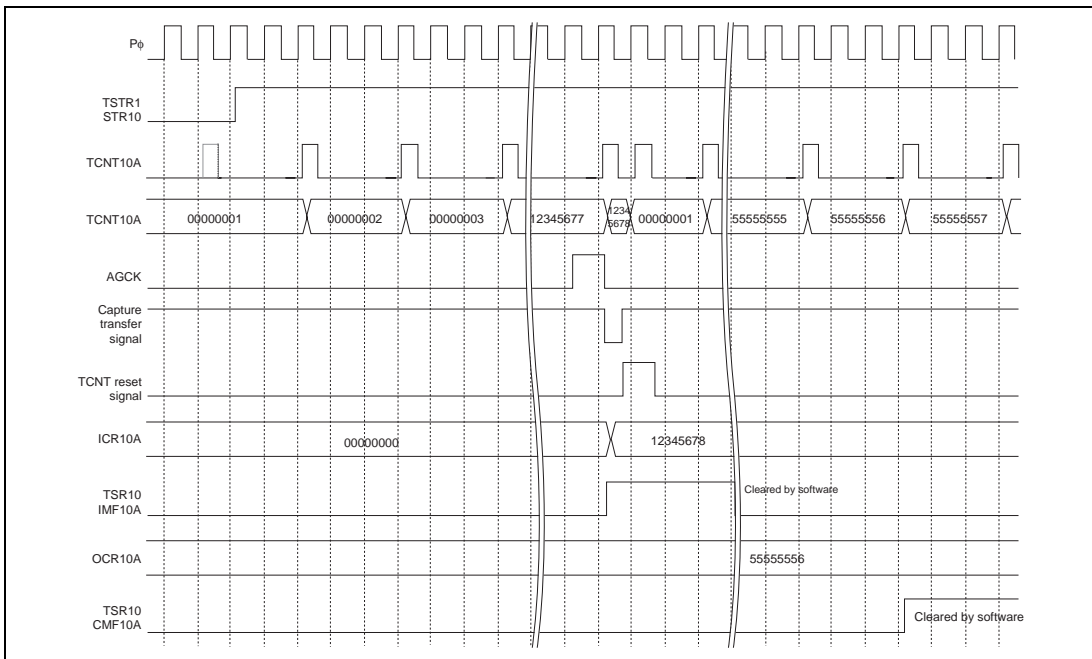 Pϕ
TSTR1
STR10
TCNT10A
TCNT10A
00000001
00000002
00000003
12345677
1234
5678
00000001
55555555
55555556
55555557
AGCK
Capture
transfer
signal
TCNT reset
signal
ICR10A
00000000
12345678
TSR10
IMF10A
Cleared by software
OCR10A
55555556
TSR10
CMF10A
Cleared by software